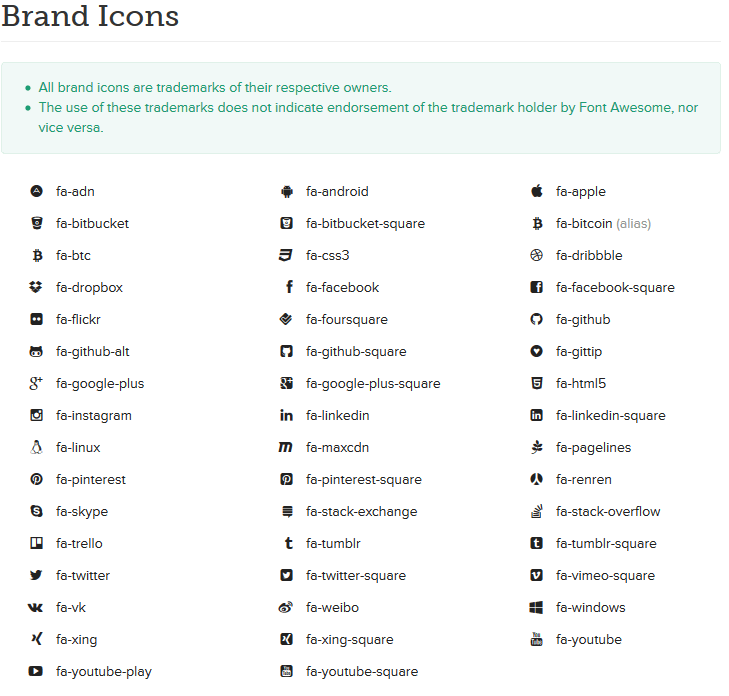 Brand Icons
All brand icons are trademarks of their respective owners.
The use of these trademarks does not indicate endorsement of the trademark holder by Font Awesome, nor
vice versa.
fa-adn fa-android fa-apple
fa-bitbucket fa-bitbucket-square fa-bitcoin (alias)
fa-btc fa-css3 fa-dribbble
fa-dropbox fa-facebook fa-facebook-square
fa-flickr fa-foursquare fa-github
fa-github-alt fa-github-square fa-gittip
fa-google-plus fa-google-plus-square fa-html5
fa-instagram fa-linkedin fa-linkedin-square
fa-linux fa-maxcdn fa-pagelines
fa-pinterest fa-pinterest-square fa-renren
fa-skype fa-stack-exchange fa-stack-overflow
fa-trello fa-tumblr fa-tumblr-square
fa-twitter fa-twitter-square fa-vimeo-square
fa-vk fa-weibo fa-windows
fa-xing fa-xing-square fa-youtube
fa-youtube-play fa-youtube-square